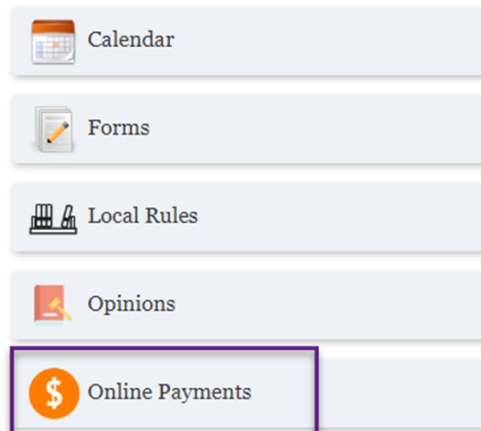 Calendar
Forms
Local Rules
Opinions
$ Online Payments